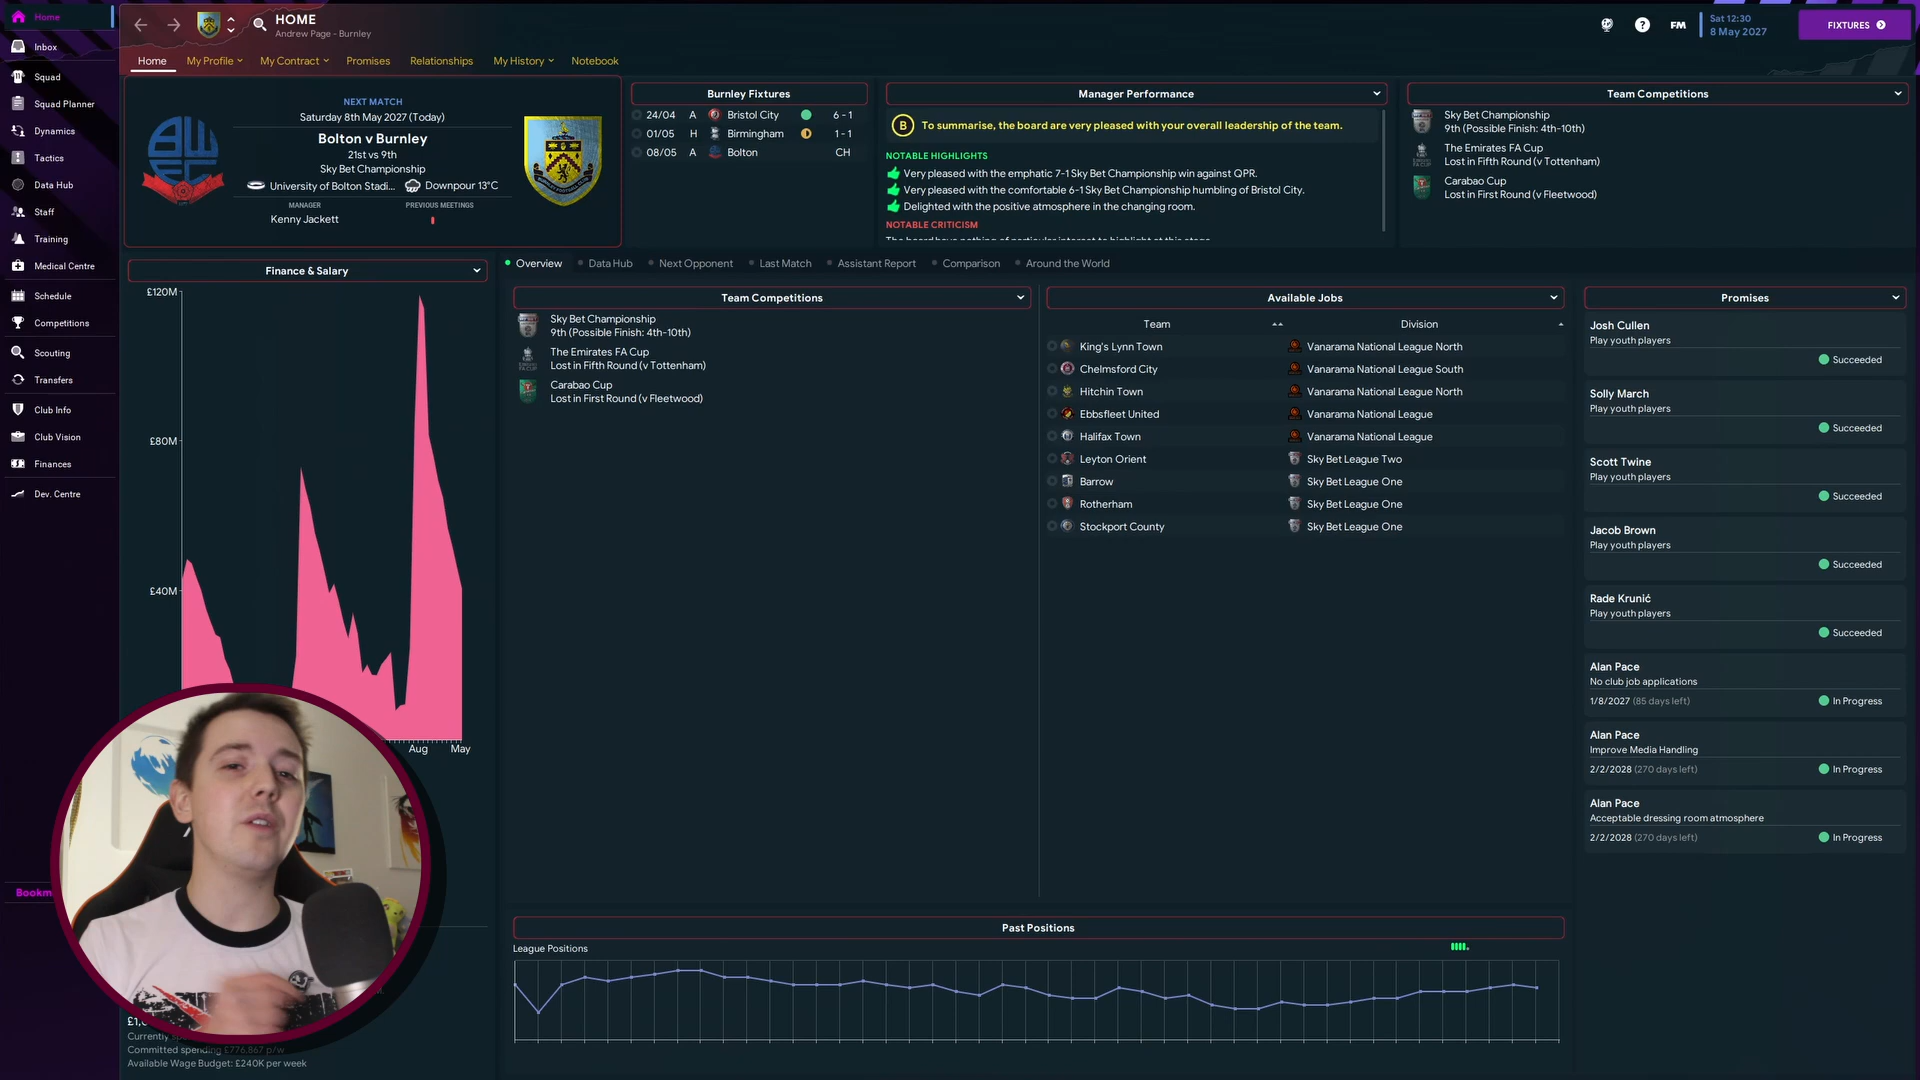 Home
Inbox
Squad
Squad Planner
Dynamics
Tactics
Data Hub
Staff
Training
Medical Centre
Schedule
Competitions
Scouting
Transfers
Club Info
Club Vision
Finances
Dev. Centre
HOME
Andrew Page - Burnley
FM
Sat 12:30
8 May 2027
FIXTURES
Home My Profile My Contract Promises Relationships My History Notebook
NEXT MATCH
Saturday 8th May 2027 (Today)
Bolton v Burnley
21st vs 9th
Sky Bet Championship
University of Bolton Stadi... Downpour 13°C
MANAGER PREVIOUS MEETINGS
Kenny Jackett
Burnley Fixtures
24/04 A Bristol City 6 - 1
01/05 H Birmingham 1 - 1
08/05 A Bolton CH
Manager Performance
B To summarise, the board are very pleased with your overall leadership of the team.
NOTABLE HIGHLIGHTS
Very pleased with the emphatic 7-1 Sky Bet Championship win against QPR.
Very pleased with the comfortable 6-1 Sky Bet Championship humbling of Bristol City.
Delighted with the positive atmosphere in the changing room.
NOTABLE CRITICISM
Team Competitions
Sky Bet Championship
9th (Possible Finish: 4th-10th)
The Emirates FA Cup
Lost in Fifth Round (v Tottenham)
Carabao Cup
Lost in First Round (v Fleetwood)
Finance & Salary
£120M
£80M
£40M
Aug May
Overview Data Hub Next Opponent Last Match Assistant Report Comparison Around the World
Team Competitions
Sky Bet Championship
9th (Possible Finish: 4th-10th)
The Emirates FA Cup
Lost in Fifth Round (v Tottenham)
Carabao Cup
Lost in First Round (v Fleetwood)
Available Jobs
Team Division
King's Lynn Town Vanarama National League North
Chelmsford City Vanarama National League South
Hitchin Town Vanarama National League North
Ebbsfleet United Vanarama National League
Halifax Town Vanarama National League
Leyton Orient Sky Bet League Two
Barrow Sky Bet League One
Rotherham Sky Bet League One
Stockport County Sky Bet League One
Promises
Josh Cullen
Play youth players
Succeeded
Solly March
Play youth players
Succeeded
Scott Twine
Play youth players
Succeeded
Jacob Brown
Play youth players
Succeeded
Rade Krunić
Play youth players
Succeeded
Alan Pace
No club job applications
1/8/2027 (85 days left) In Progress
Alan Pace
Improve Media Handling
2/2/2028 (270 days left) In Progress
Alan Pace
Acceptable dressing room atmosphere
2/2/2028 (270 days left) In Progress
Past Positions
League Positions
Bookm
Currently
Committed spending £776,867 p/w
Available Wage Budget: £240K per week